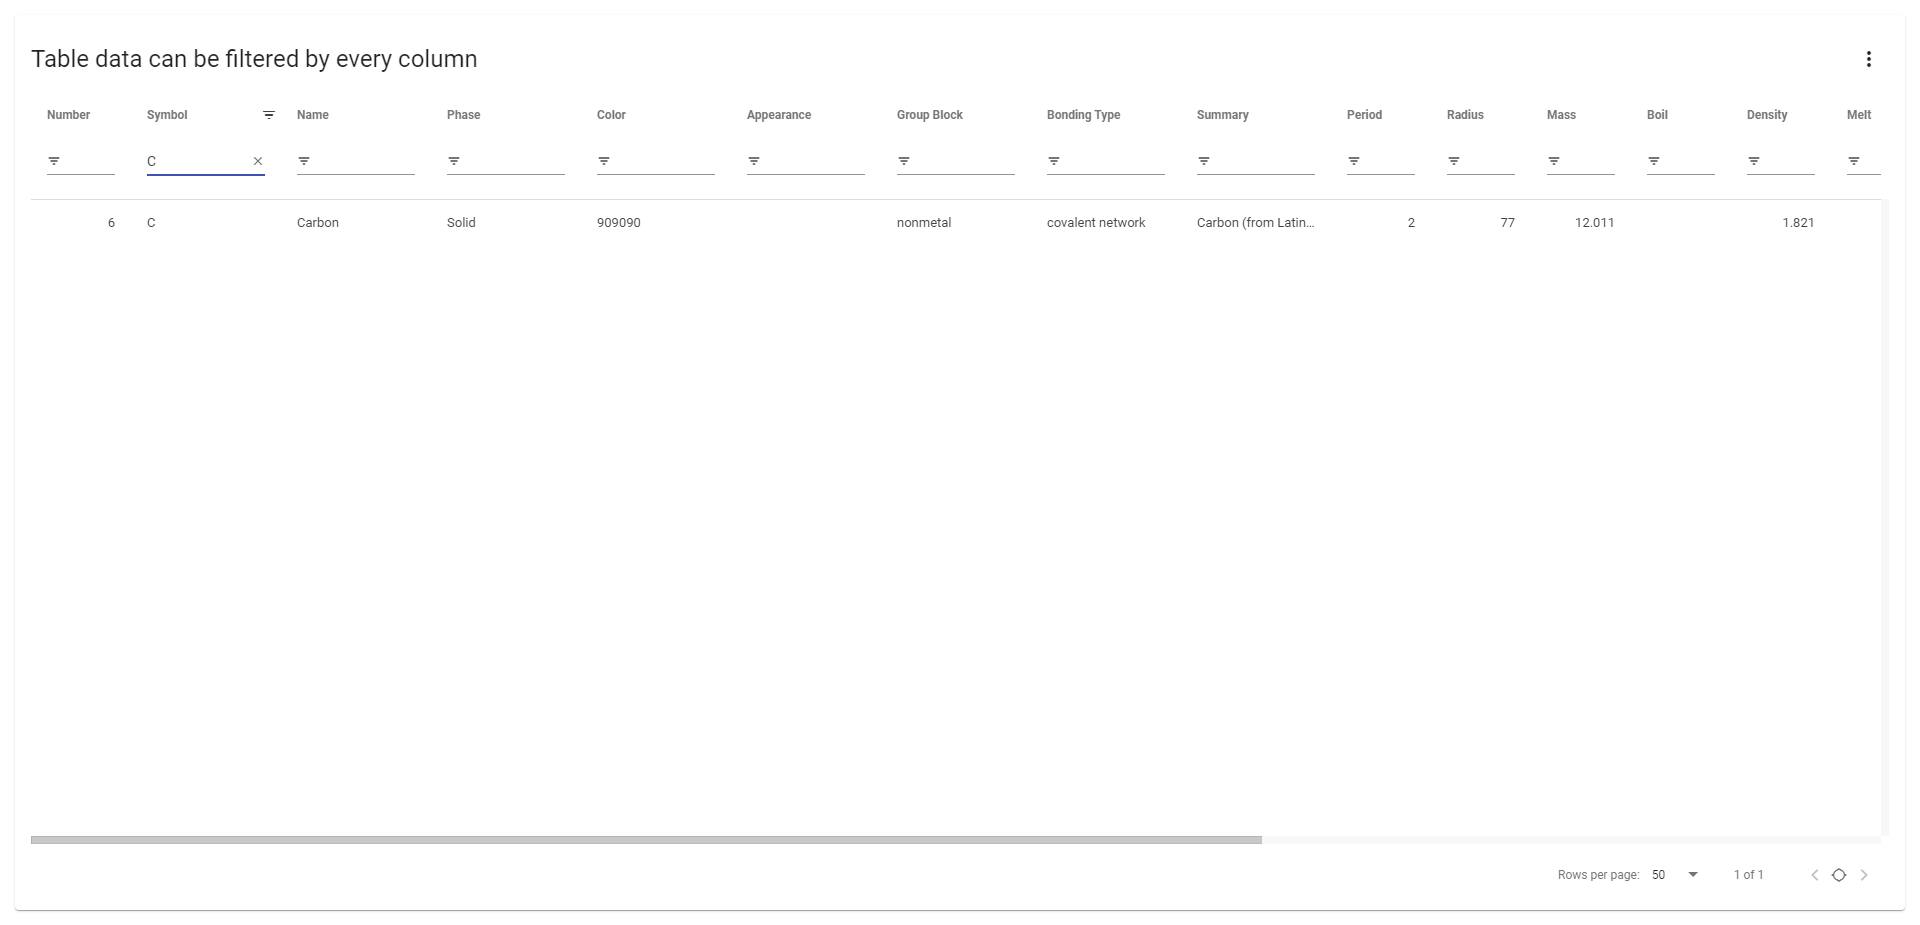 Table data can be filtered by every column
Number Symbol Name Phase Color Appearance Group Block Bonding Type Summary Period Radius Mass Boil Density Melt
C
6 C Carbon Solid 909090 nonmetal covalent network Carbon (from Latin... 2 77 12.011 1.821
Rows per page: 50 1 of 1